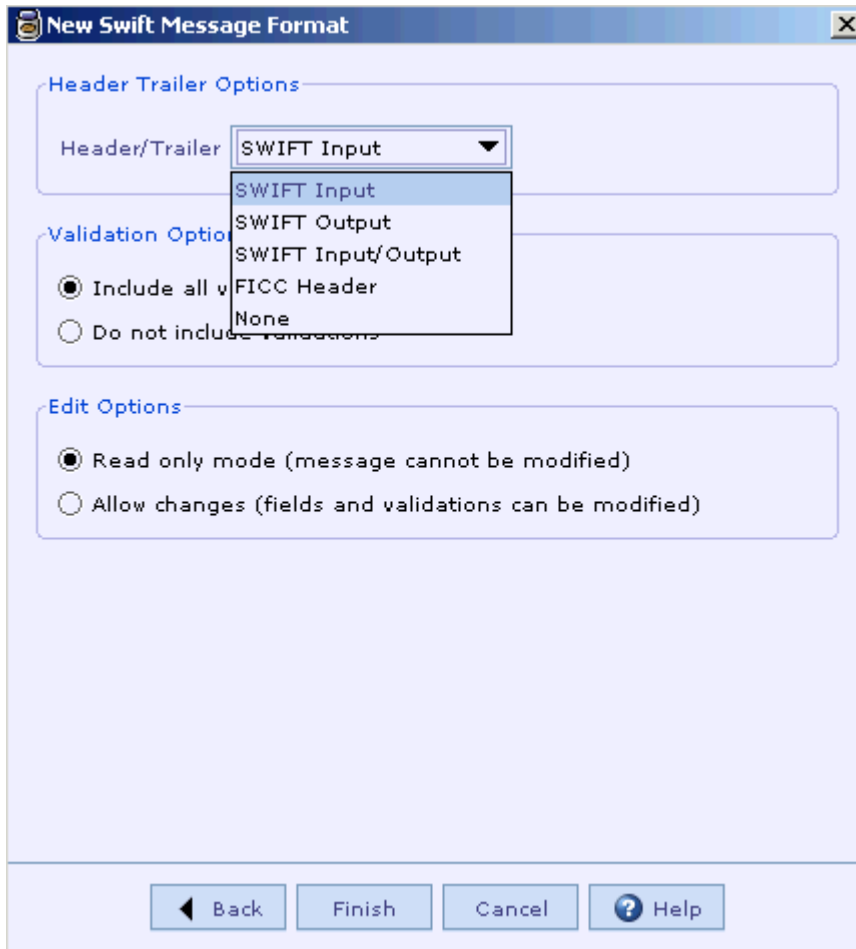 New Swift Message Format
Header Trailer Options
Header/Trailer SWIFT Input
SWIFT Input
SWIFT Output
SWIFT Input/Output
FICC Header
None
Validation Optio
Include all v
Do not include validations
Edit Options
Read only mode (message cannot be modified)
Allow changes (fields and validations can be modified)
Back Finish Cancel Help